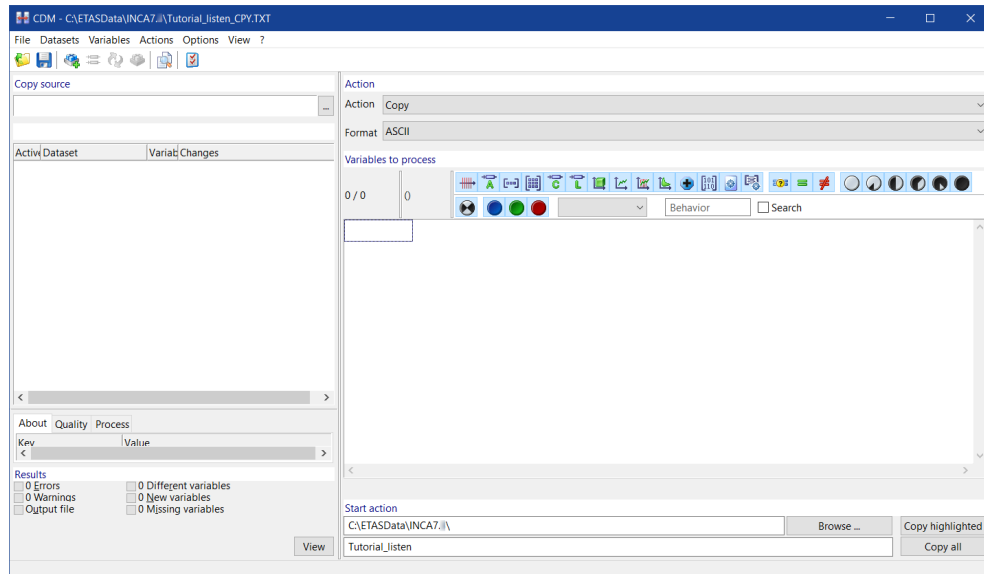 CDM - C:\ETASData\INCA7.\Tutorial_listen_CPY.TXT
File Datasets Variables Actions Options View ?
Copy source
...
Active Dataset Variab Changes
About Quality Process
Key Value
Results
0 Errors 0 Different variables
0 Warnings 0 New variables
Output file 0 Missing variables
View
Action
Action Copy
Format ASCII
Variables to process
0 / 0 0
A C L
Behavior Search
Start action
C:\ETASData\INCA7.\ Browse ... Copy highlighted
Tutorial_listen Copy all